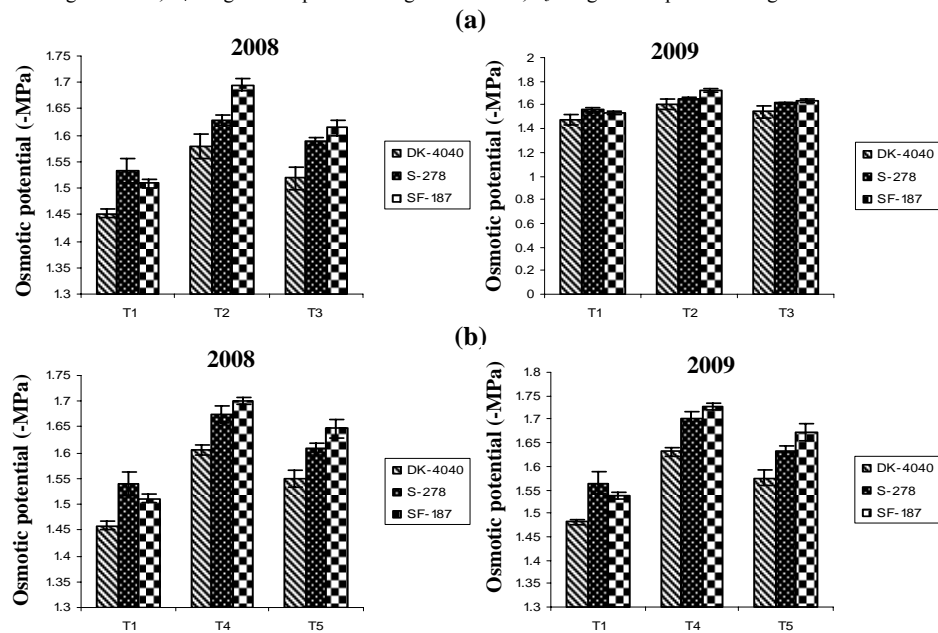 (a)
2008
Osmotic potential (-MPa)
1.75
1.7
1.65
1.6
1.55
1.5
1.45
1.4
1.35
1.3
T1 T2 T3
DK-4040
S-278
SF-187
2009
Osmotic potential (-MPa)
2
1.8
1.6
1.4
1.2
1
0.8
0.6
0.4
0.2
0
T1 T2 T3
DK-4040
S-278
SF-187
(b)
2008
Osmotic potential (-MPa)
1.75
1.7
1.65
1.6
1.55
1.5
1.45
1.4
1.35
1.3
T1 T4 T5
DK-4040
S-278
SF-187
2009
Osmotic potential (-MPa)
1.8
1.75
1.7
1.65
1.6
1.55
1.5
1.45
1.4
1.35
1.3
T1 T4 T5
DK-4040
S-278
SF-187